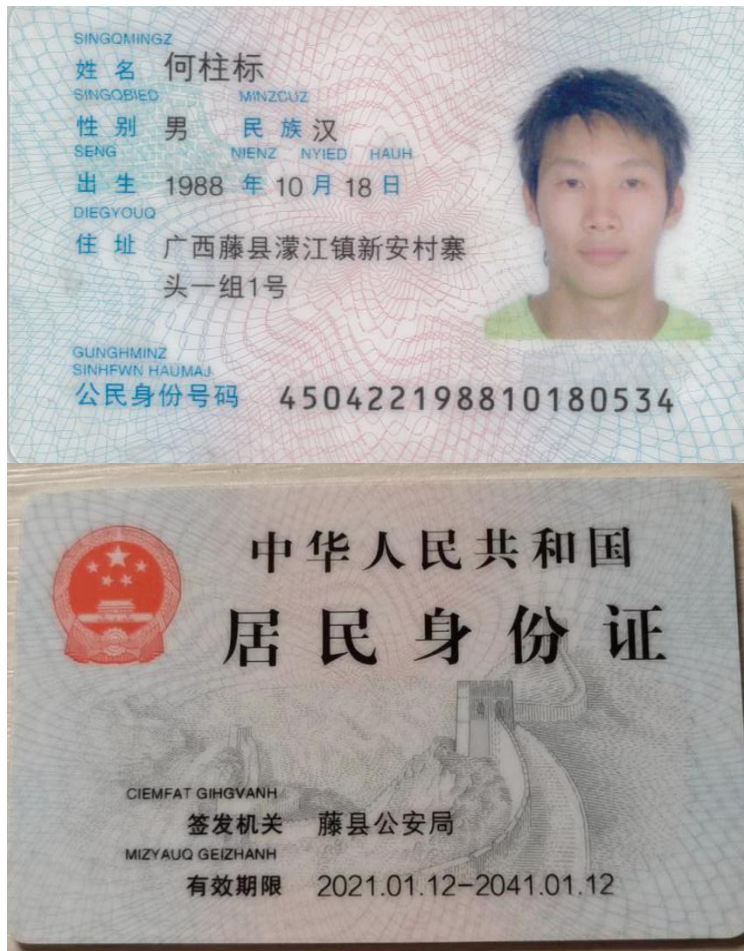 SINGQMINGZ
姓名 何柱标
SINGQBIED MINZCUZ
性别 男 民族 汉
SENG NIENZ NYIED HAUH
出生 1988 年 10 月 18 日
DIEGYOUQ
住址 广西藤县濛江镇新安村寨
头一组1号
GUNGHMINZ
SINHFWN HAUMAJ
公民身份号码 450422198810180534
中华人民共和国
居民身份证
CIEMFAT GIHGVANH
签发机关 藤县公安局
MIZYAUQ GEIZHANH
有效期限 2021.01.12-2041.01.12